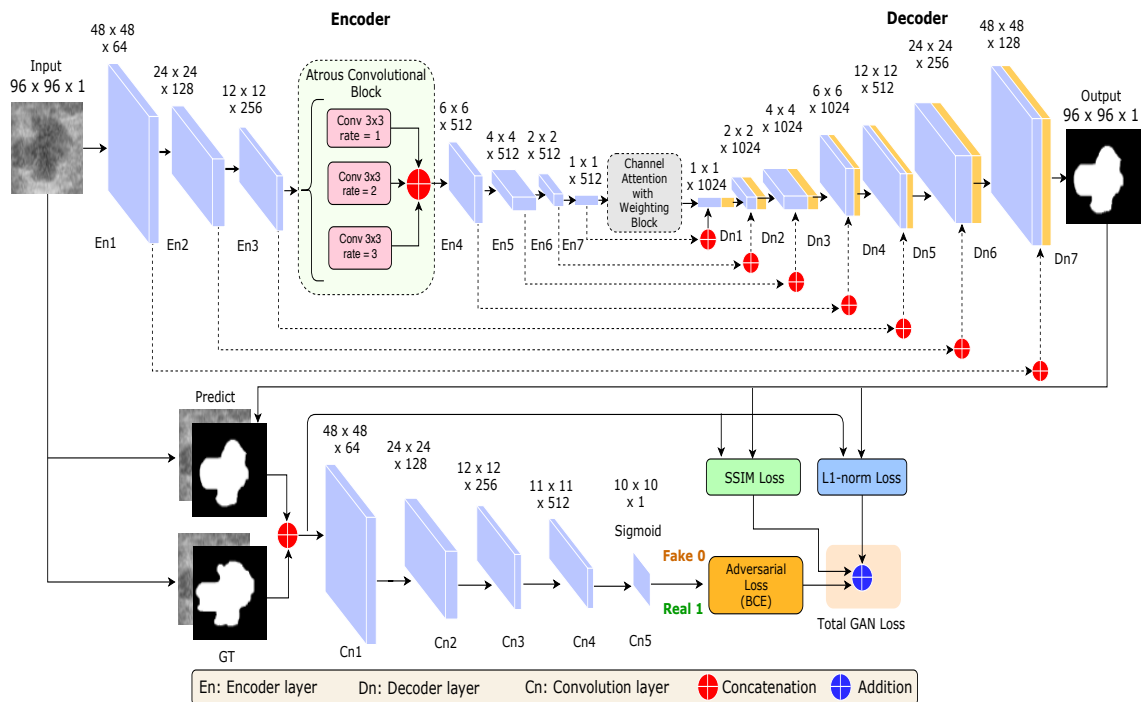 Encoder
Decoder
Input
96 x 96 x 1
48 x 48
x 64
24 x 24
x 128
12 x 12
x 256
Atrous Convolutional
Block
Conv 3x3
rate = 1
Conv 3x3
rate = 2
Conv 3x3
rate = 3
6 x 6
x 512
4 x 4
x 512
2 x 2
x 512
1 x 1
x 512
Channel
Attention
with
Weighting
Block
1 x 1
x 1024
2 x 2
x 1024
4 x 4
x 1024
6 x 6
x 1024
12 x 12
x 512
24 x 24
x 256
48 x 48
x 128
Output
96 x 96 x 1
En1
En2
En3
En4
En5
En6
En7
Dn1
Dn2
Dn3
Dn4
Dn5
Dn6
Dn7
Predict
GT
48 x 48
x 64
24 x 24
x 128
12 x 12
x 256
11 x 11
x 512
10 x 10
x 1
Sigmoid
Cn1
Cn2
Cn3
Cn4
Cn5
Fake 0
Real 1
SSIM Loss
L1-norm Loss
Adversarial
Loss
(BCE)
Total GAN Loss
En: Encoder layer
Dn: Decoder layer
Cn: Convolution layer
Concatenation
Addition